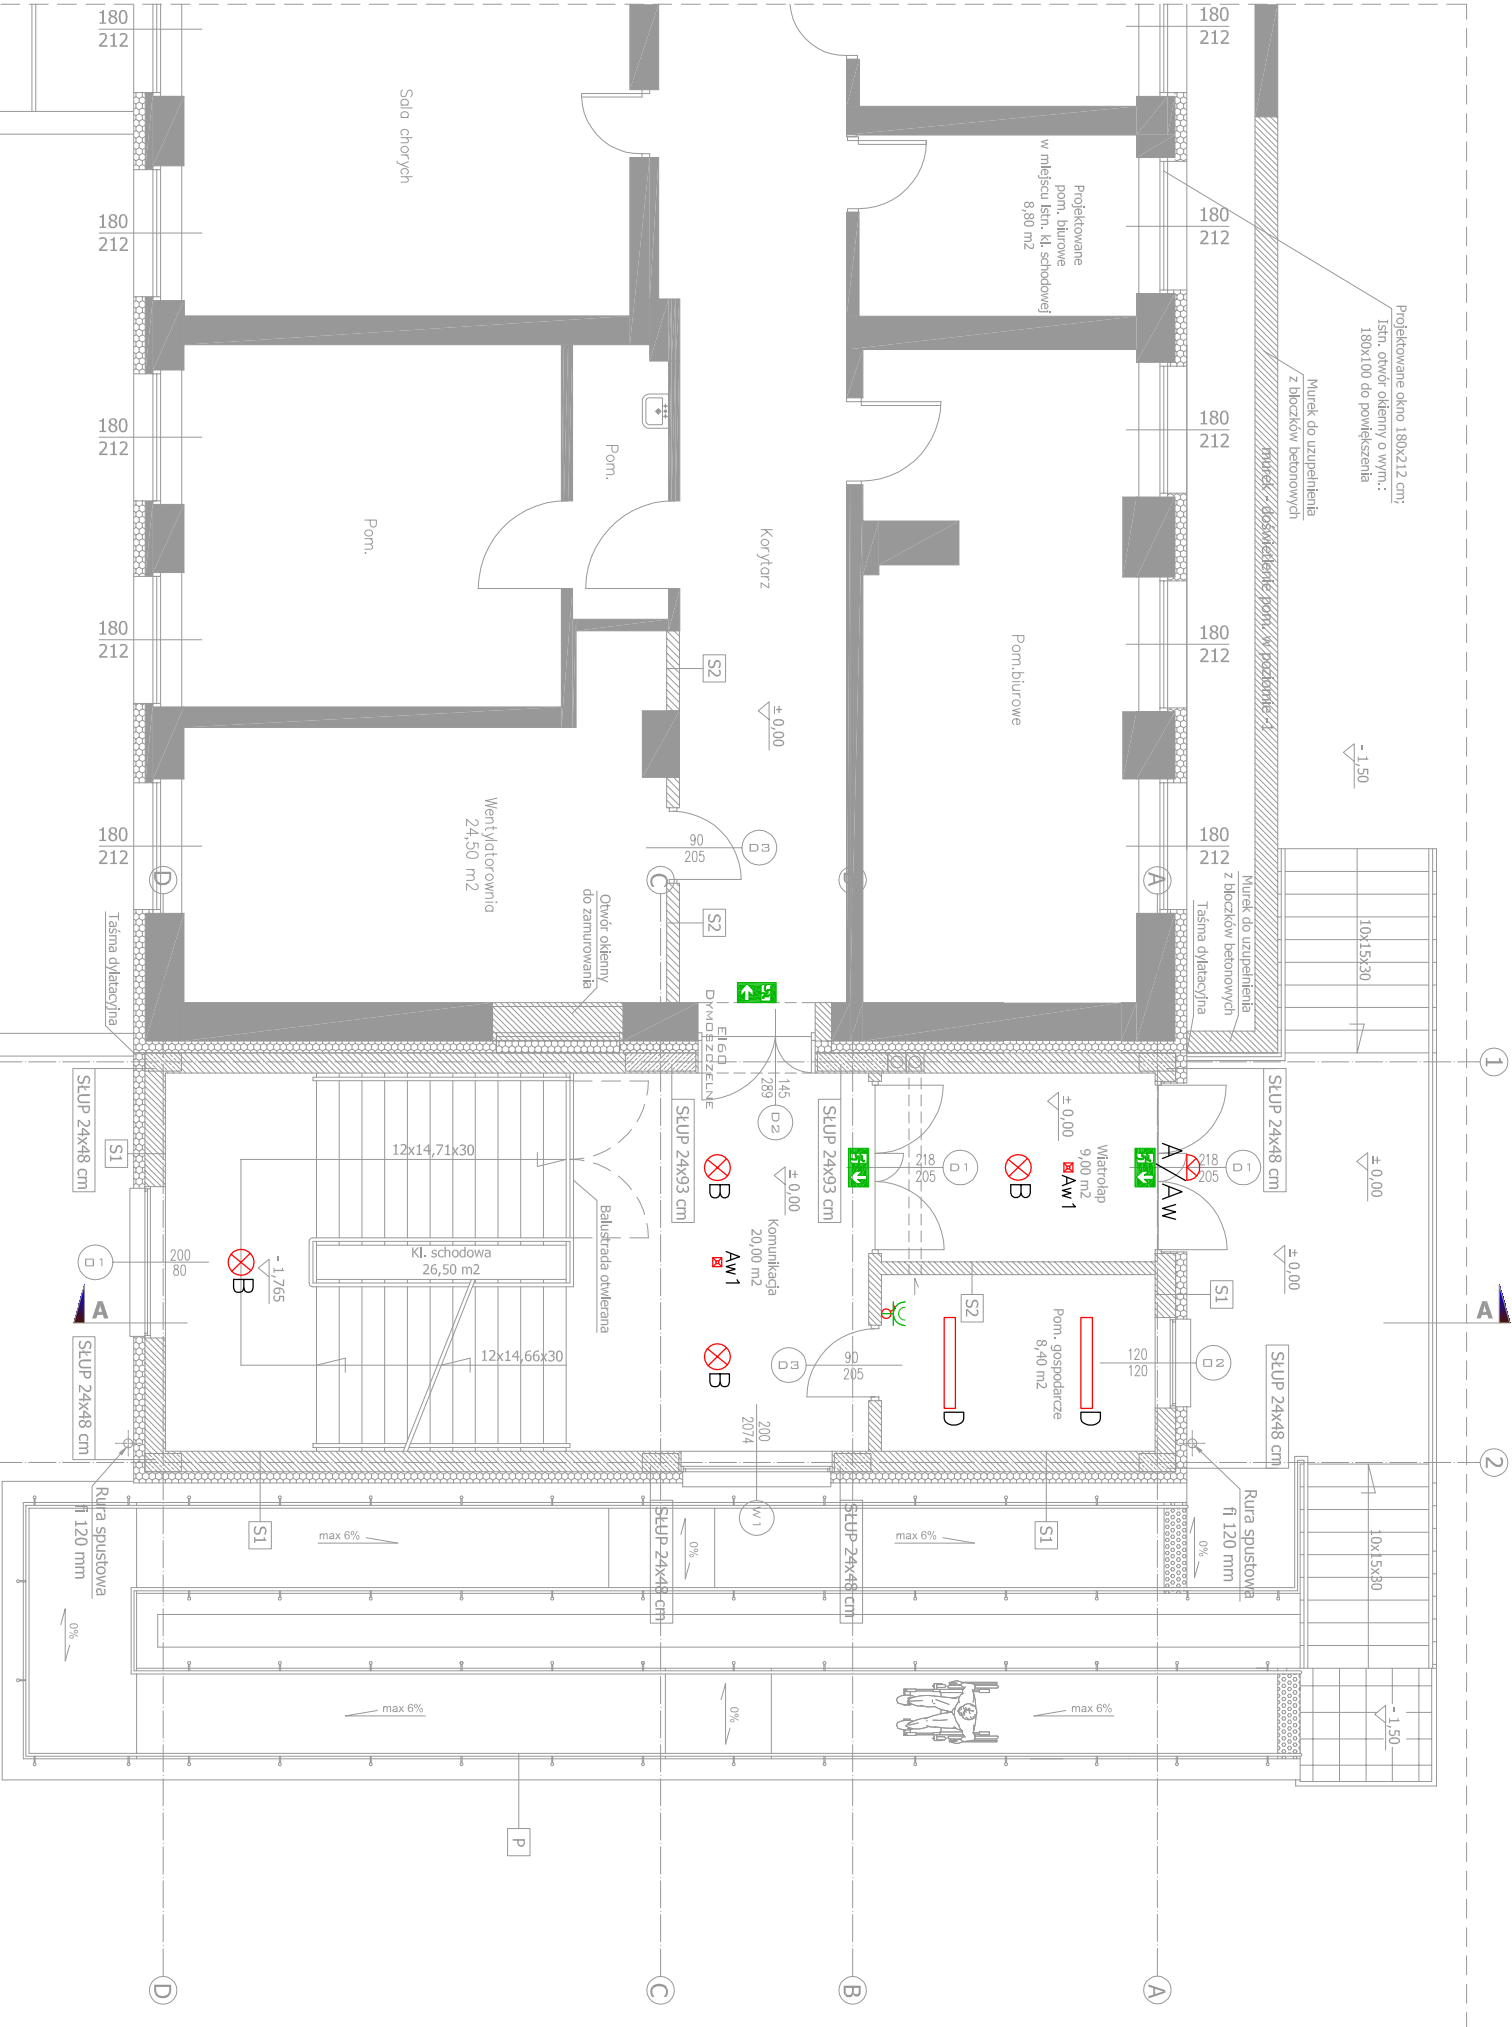 180
212
180
212
Sala chorych
Projektowane
pom. biurowe
w miejscu istn. kl. schodowej
8,80 m2
180
212
180
212
Projektowane okno 180x212 cm;
Istn. otwór okienny o wym.:
180x100 do powiększenia
Murek do uzupełnienia
z bloczków betonowych
murek - doświetlenie pom. w poziomie -1
180
212
Pom.
Pom.
Korytarz
180
212
180
212
180
212
S2
± 0,00
Pom.biurowe
- 1,50
180
212
Wentylatorownia
24,50 m2
90
205
D3
180
212
D
C
A
S2
Otwór okienny
do zamurowania
Taśma dylatacyjna
Taśma dylatacyjna
Murek do uzupełnienia
z bloczków betonowych
10x15x30
EI60
DYMOSZCZELNE
145
289
D2
1
SŁUP 24x48 cm
S1
SŁUP 24x93 cm
SŁUP 24x93 cm
SŁUP 24x48 cm
12x14,71x30
Balustrada otwierana
B
± 0,00
Komunikacja
20,00 m2
Aw1
218
205
D1
± 0,00
Wiatrołap
9,00 m2
B
Aw1
A / AW
218
205
D1
± 0,00
± 0,00
Kl. schodowa
26,50 m2
200
80
O1
B
- 1,765
A
A
S2
S1
12x14,66x30
B
D3
90
205
Pom. gospodarcze
8,40 m2
D
D
120
120
O2
SŁUP 24x48 cm
SŁUP 24x48 cm
200
2074
W1
2
Rura spustowa
fi 120 mm
S1
SŁUP 24x48 cm
SŁUP 24x48 cm
S1
Rura spustowa
fi 120 mm
max 6%
0%
max 6%
0%
10x15x30
0%
max 6%
0%
max 6%
- 1,50
P
D
C
B
A